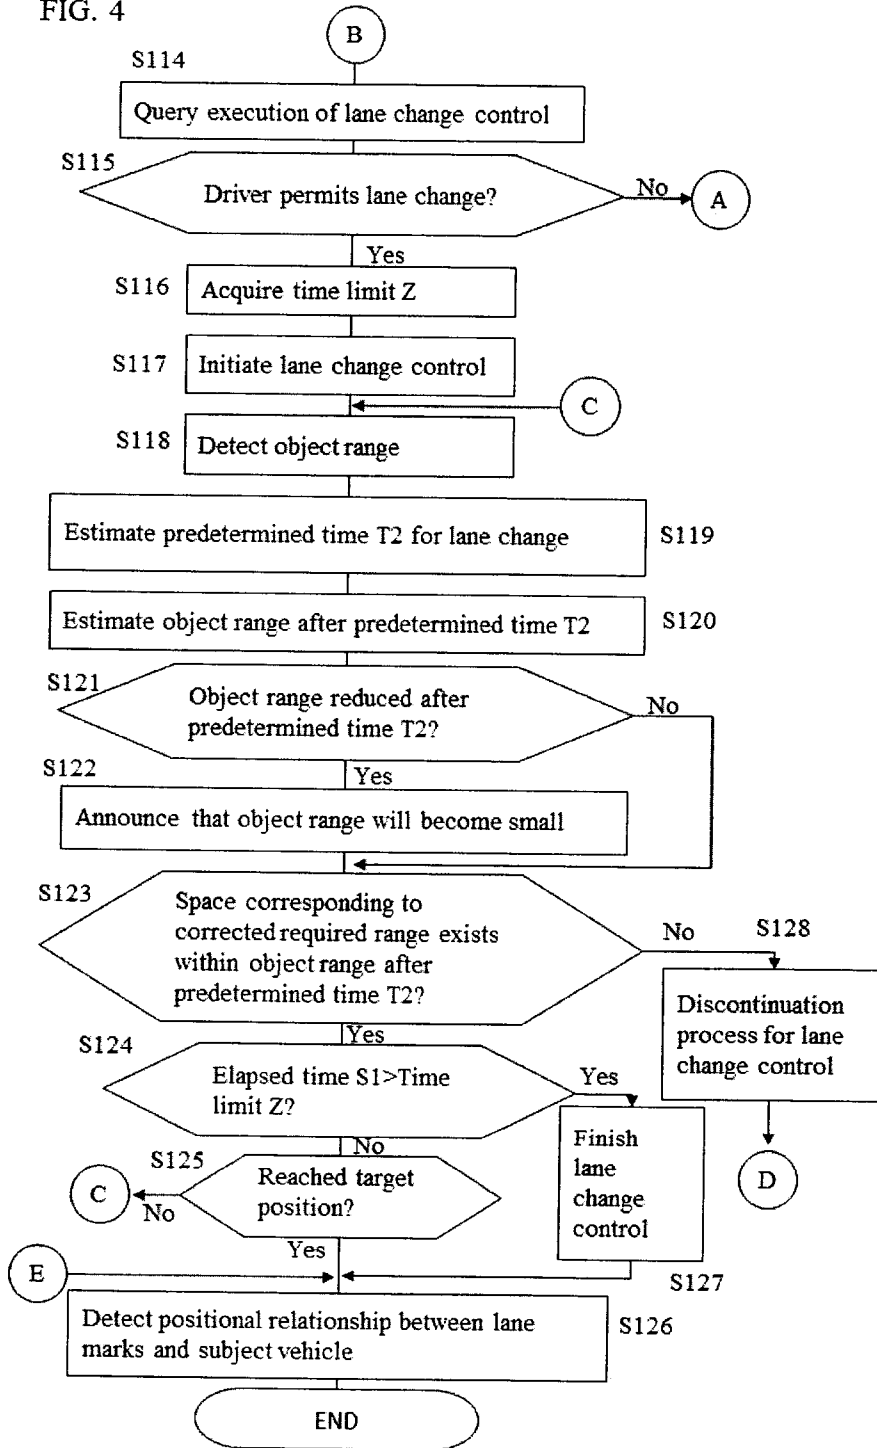 FIG. 4
B
S114
Query execution of lane change control
S115
Driver permits lane change?
No
A
Yes
S116
Acquire time limit Z
S117
Initiate lane change control
C
S118
Detect object range
Estimate predetermined time T2 for lane change
S119
Estimate object range after predetermined time T2
S120
S121
Object range reduced after
predetermined time T2?
No
S122
Yes
Announce that object range will become small
S123
Space corresponding to
corrected required range exists
within object range after
predetermined time T2?
No
S128
Discontinuation
process for lane
change control
D
Yes
S124
Elapsed time S1>Time
limit Z?
Yes
Finish
lane
change
control
S127
No
S125
Reached target
position?
C
No
Yes
E
Detect positional relationship between lane
marks and subject vehicle
S126
END